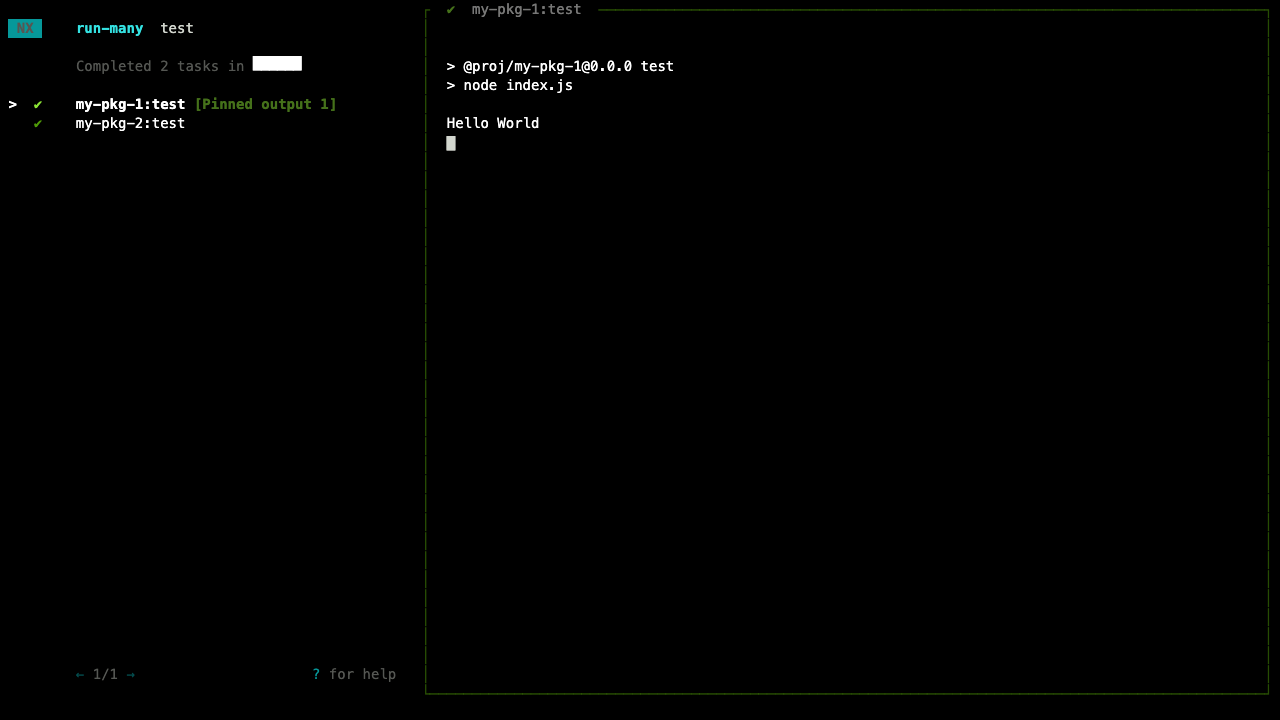 NX run-many test
Completed 2 tasks in
> ✔ my-pkg-1:test [Pinned output 1]
✔ my-pkg-2:test
← 1/1 → ? for help
✔ my-pkg-1:test
> @proj/my-pkg-1@0.0.0 test
> node index.js
Hello World